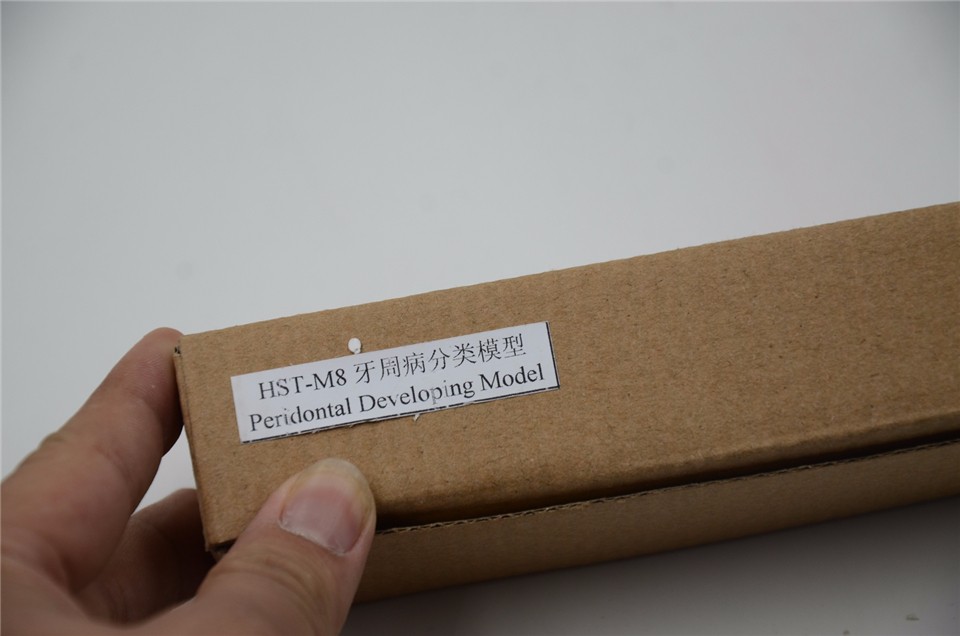 HST-M8 牙周病分类模型
Peridontal Developing Model